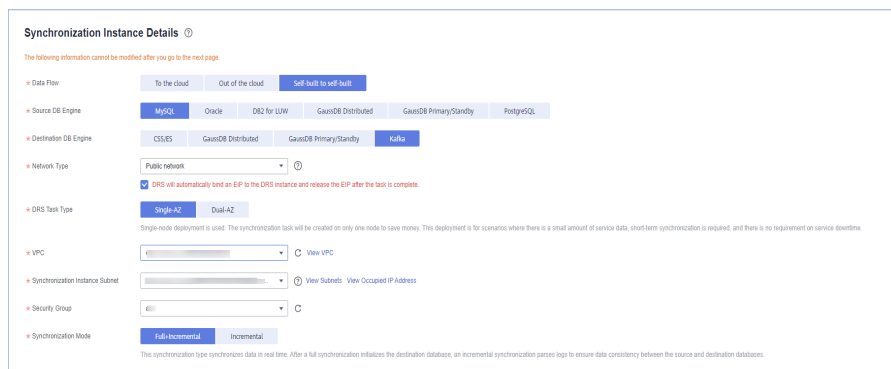 Synchronization Instance Details ?
The following information cannot be modified after you go to the next page.
* Data Flow To the cloud Out of the cloud Self-built to self-built
* Source DB Engine MySQL Oracle DB2 for LUW GaussDB Distributed GaussDB Primary/Standby PostgreSQL
* Destination DB Engine CSS/ES GaussDB Distributed GaussDB Primary/Standby Kafka
* Network Type Public network ?
DRS will automatically bind an EIP to the DRS instance and release the EIP after the task is complete.
* DRS Task Type Single-AZ Dual-AZ
Single-node deployment is used. The synchronization task will be created on only one node to save money. This deployment is for scenarios where there is a small amount of service data, short-term synchronization is required, and there is no requirement on service downtime.
* VPC View VPC
* Synchronization Instance Subnet ? View Subnets View Occupied IP Address
* Security Group
* Synchronization Mode Full+Incremental Incremental
This synchronization type synchronizes data in real time. After a full synchronization initializes the destination database, an incremental synchronization parses logs to ensure data consistency between the source and destination databases.